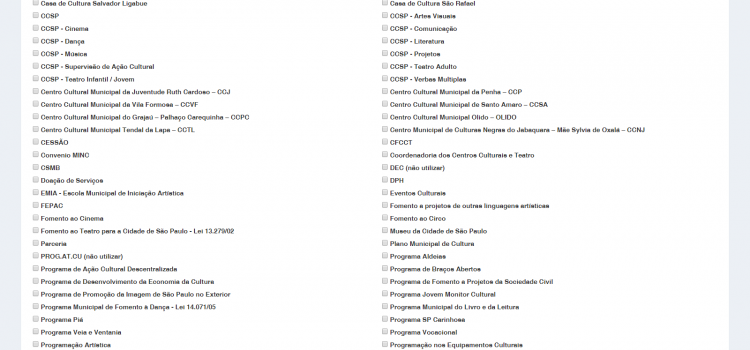 Casa de Cultura Salvador Ligabue
Casa de Cultura São Rafael
CCSP
CCSP - Artes Visuais
CCSP - Cinema
CCSP - Comunicação
CCSP - Dança
CCSP - Literatura
CCSP - Música
CCSP - Projetos
CCSP - Supervisão de Ação Cultural
CCSP - Teatro Adulto
CCSP - Teatro Infantil / Jovem
CCSP - Verbas Multiplas
Centro Cultural Municipal da Juventude Ruth Cardoso – CCJ
Centro Cultural Municipal da Penha – CCP
Centro Cultural Municipal da Vila Formosa – CCVF
Centro Cultural Municipal de Santo Amaro – CCSA
Centro Cultural Municipal do Grajaú – Palhaço Carequinha – CCPC
Centro Cultural Municipal Olido – OLIDO
Centro Cultural Municipal Tendal da Lapa – CCTL
Centro Municipal de Culturas Negras do Jabaquara – Mãe Sylvia de Oxalá – CCNJ
CESSÃO
CFCCT
Convenio MINC
Coordenadoria dos Centros Culturais e Teatro
CSMB
DEC (não utilizar)
Doação de Serviços
DPH
EMIA - Escola Municipal de Iniciação Artística
Eventos Culturais
FEPAC
Fomento a projetos de outras linguagens artísticas
Fomento ao Cinema
Fomento ao Circo
Fomento ao Teatro para a Cidade de São Paulo - Lei 13.279/02
Museu da Cidade de São Paulo
Parceria
Plano Municipal de Cultura
PROG.AT.CU (não utilizar)
Programa Aldeias
Programa de Ação Cultural Descentralizada
Programa de Braços Abertos
Programa de Desenvolvimento da Economia da Cultura
Programa de Fomento a Projetos da Sociedade Civil
Programa de Promoção da Imagem de São Paulo no Exterior
Programa Jovem Monitor Cultural
Programa Municipal de Fomento à Dança - Lei 14.071/05
Programa Municipal do Livro e da Leitura
Programa Piá
Programa SP Carinhosa
Programa Veia e Ventania
Programa Vocacional
Programação Artística
Programação nos Equipamentos Culturais